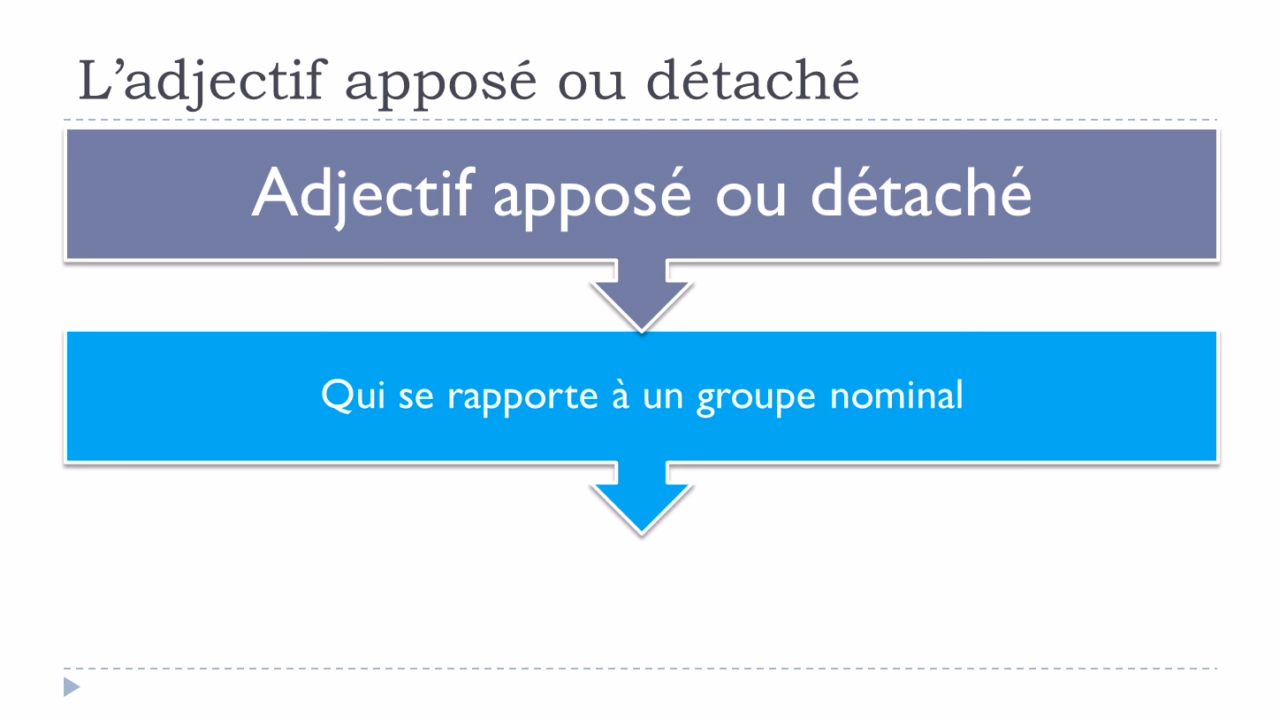 L’adjectif apposé ou détaché
Adjectif apposé ou détaché
Qui se rapporte à un groupe nominal